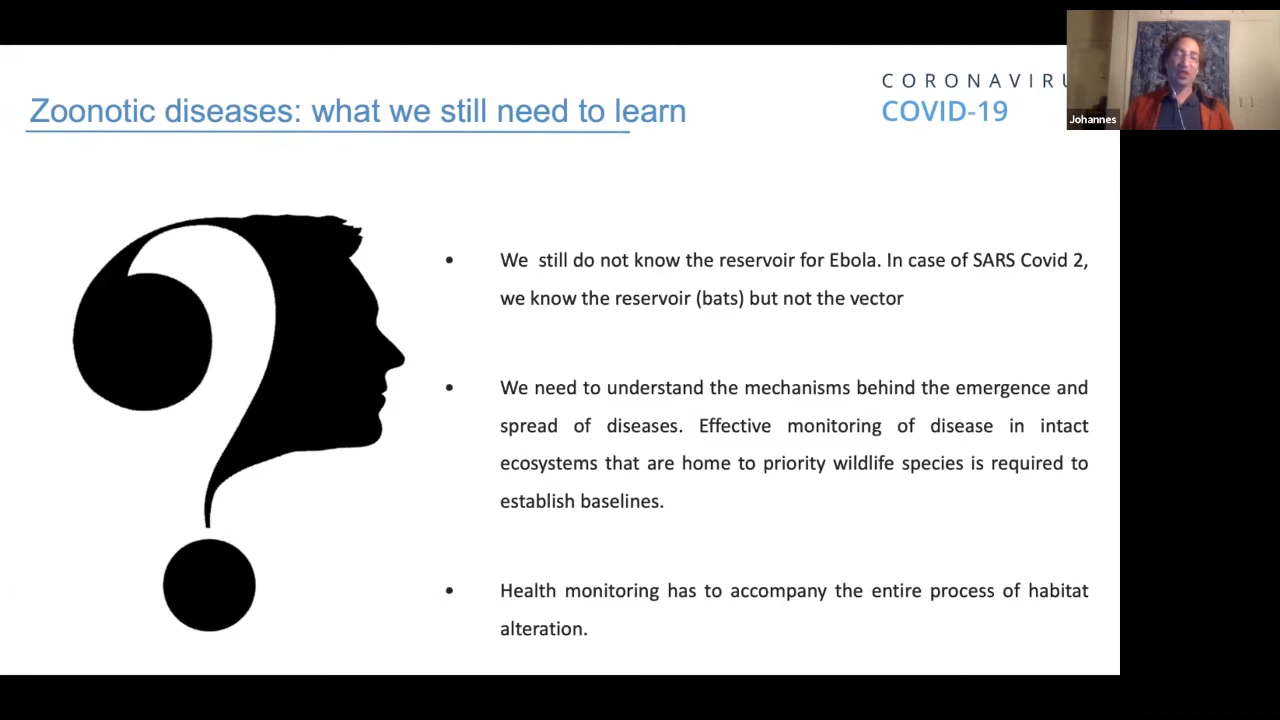 Zoonotic diseases: what we still need to learn
CORONAVIRU
COVID-19
Johannes
• We still do not know the reservoir for Ebola. In case of SARS Covid 2,
we know the reservoir (bats) but not the vector
• We need to understand the mechanisms behind the emergence and
spread of diseases. Effective monitoring of disease in intact
ecosystems that are home to priority wildlife species is required to
establish baselines.
• Health monitoring has to accompany the entire process of habitat
alteration.